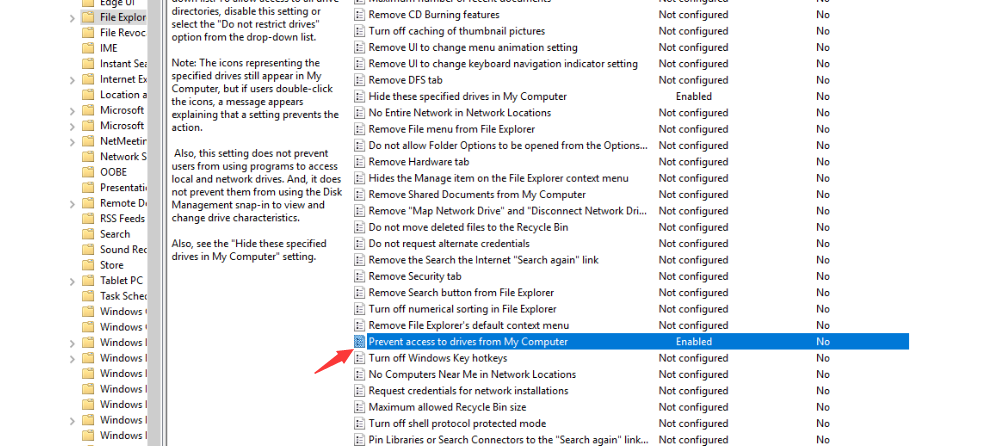 Edge UI
File Explor
File Revoc
IME
Instant Sea
Internet Ex
Location a
Microsoft
Microsoft
NetMeetin
Network S
OOBE
Presentatio
Remote De
RSS Feeds
Search
Sound Rec
Store
Tablet PC
Task Sched
Windows
Windows
Windows
Windows
Windows
Windows
Windows
Windows
Windows
down list. To allow access to all drive
directories, disable this setting or
select the "Do not restrict drives"
option from the drop-down list.
Note: The icons representing the
specified drives still appear in My
Computer, but if users double-click
the icons, a message appears
explaining that a setting prevents the
action.
Also, this setting does not prevent
users from using programs to access
local and network drives. And, it does
not prevent them from using the Disk
Management snap-in to view and
change drive characteristics.
Also, see the "Hide these specified
drives in My Computer" setting.
Maximum number of recent documents Not configured No
Remove CD Burning features Not configured No
Turn off caching of thumbnail pictures Not configured No
Remove UI to change menu animation setting Not configured No
Remove UI to change keyboard navigation indicator setting Not configured No
Remove DFS tab Not configured No
Hide these specified drives in My Computer Enabled No
No Entire Network in Network Locations Not configured No
Remove File menu from File Explorer Not configured No
Do not allow Folder Options to be opened from the Options... Not configured No
Remove Hardware tab Not configured No
Hides the Manage item on the File Explorer context menu Not configured No
Remove Shared Documents from My Computer Not configured No
Remove "Map Network Drive" and "Disconnect Network Dri... Not configured No
Do not move deleted files to the Recycle Bin Not configured No
Do not request alternate credentials Not configured No
Remove the Search the Internet "Search again" link Not configured No
Remove Security tab Not configured No
Remove Search button from File Explorer Not configured No
Turn off numerical sorting in File Explorer Not configured No
Remove File Explorer's default context menu Not configured No
Prevent access to drives from My Computer Enabled No
Turn off Windows Key hotkeys Not configured No
No Computers Near Me in Network Locations Not configured No
Request credentials for network installations Not configured No
Maximum allowed Recycle Bin size Not configured No
Turn off shell protocol protected mode Not configured No
Pin Libraries or Search Connectors to the "Search again" link... Not configured No